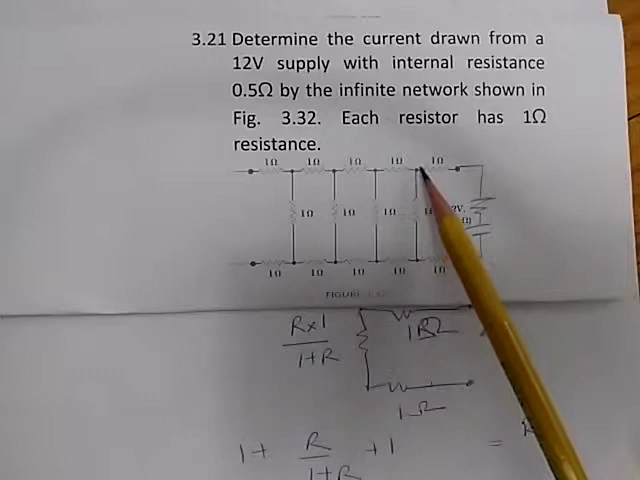 3.21 Determine the current drawn from a
12V supply with internal resistance
0.5Ω by the infinite network shown in
Fig. 3.32. Each resistor has 1Ω
resistance.
1Ω 1Ω 1Ω 1Ω 1Ω
1Ω 1Ω 1Ω
1Ω 1Ω 1Ω 1Ω 1Ω
FIGURE
R×1
1+R
1Ω
1 + R + 1 =
1+R